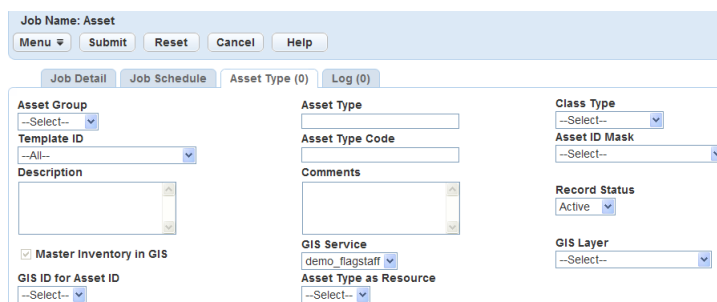 Job Name: Asset
Menu Submit Reset Cancel Help
Job Detail Job Schedule Asset Type (0) Log (0)
Asset Group Asset Type Class Type
--Select-- --Select--
Template ID Asset Type Code Asset ID Mask
--All-- --Select--
Description Comments
Record Status
Active
Master Inventory in GIS GIS Service GIS Layer
demo_flagstaff --Select--
GIS ID for Asset ID Asset Type as Resource
--Select-- --Select--